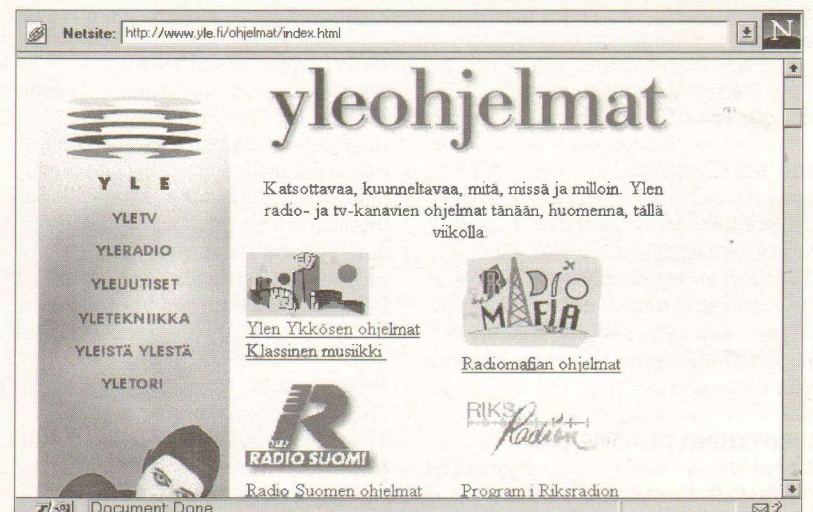 Netsite: http://www.yle.fi/ohjelmat/index.html
N
yleohjelmat
YLE
YLETV
YLERADIO
YLEUUTISET
YLETEKNIIKKA
YLEISTÄ YLESTÄ
YLETORI
Katsottavaa, kuunneltavaa, mitä, missä ja milloin. Ylen
radio- ja tv-kanavien ohjelmat tänään, huomenna, tällä
viikolla.
Ylen Ykkösen ohjelmat
Klassinen musiikki
RADIO
MAFIA
Radiomafian ohjelmat
R
RADIO SUOMI
Radio Suomen ohjelmat
RIKS
Radion
Program i Riksradion
Document Done
?